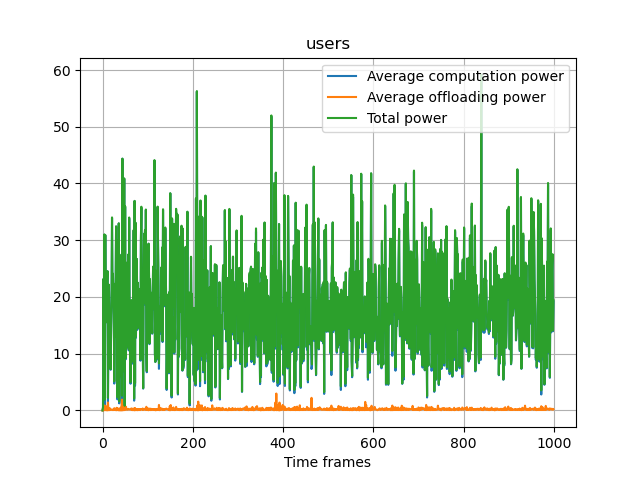 users
Average computation power
Average offloading power
Total power
60
50
40
30
20
10
0
0 200 400 600 800 1000
Time frames